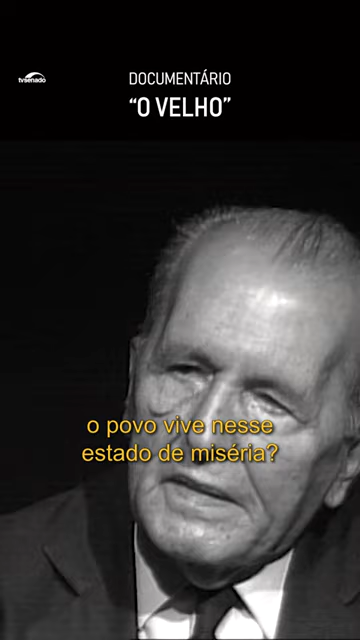 tvsenado
DOCUMENTÁRIO
“O VELHO”
o povo vive nesse
estado de miséria?